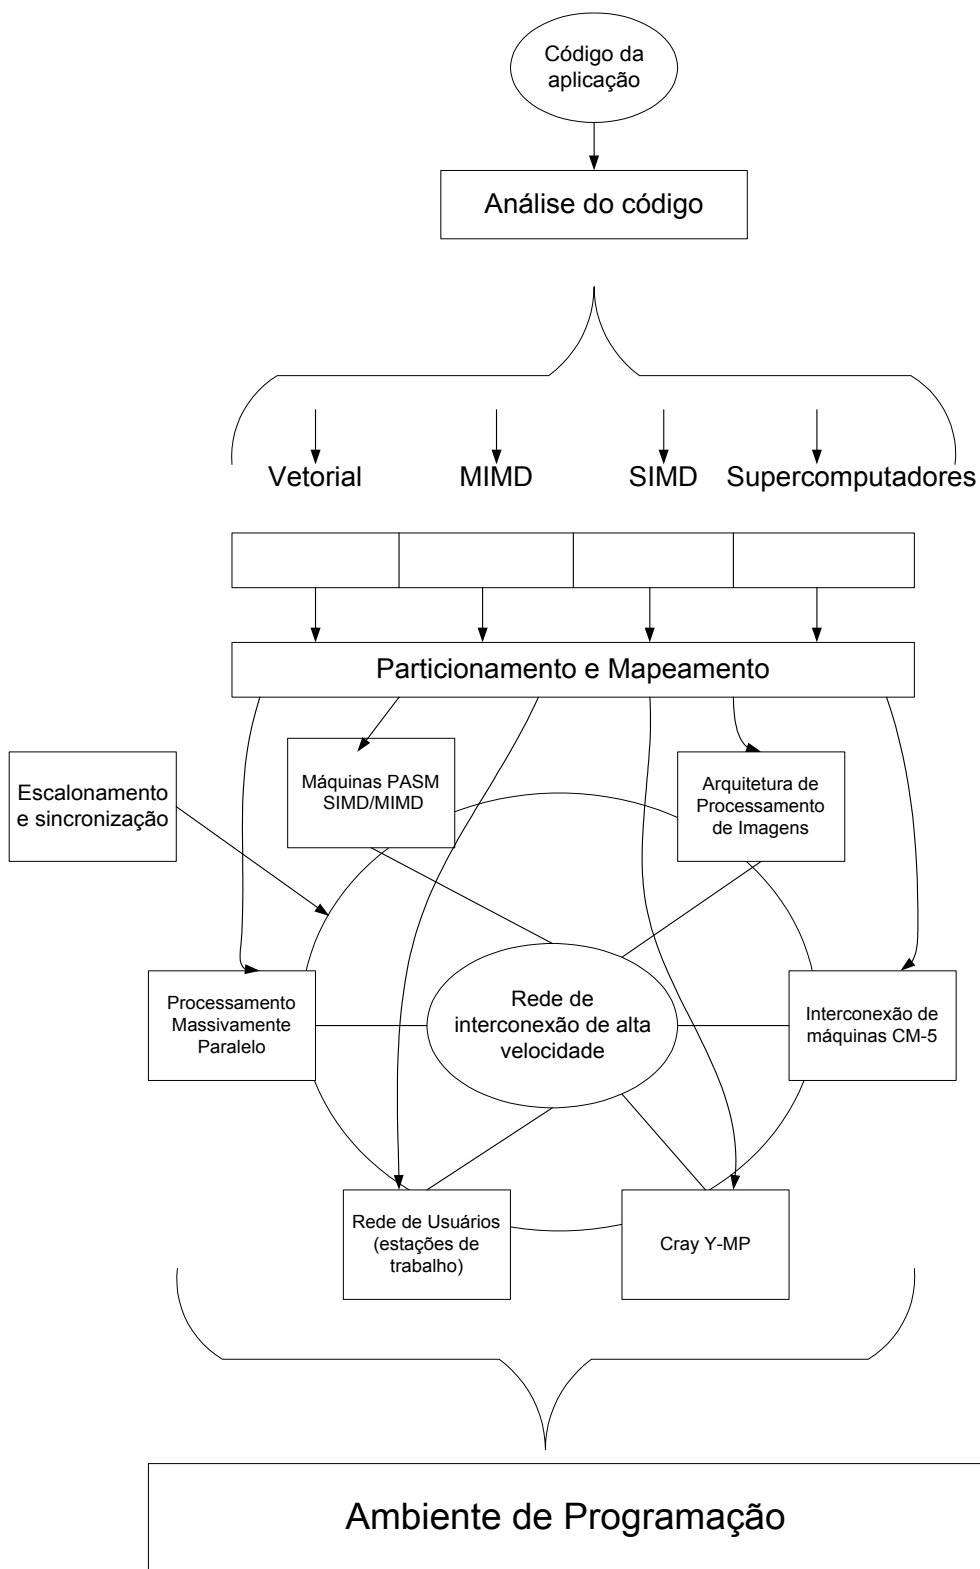 Código da
aplicação
Análise do código
Vetorial
MIMD
SIMD
Supercomputadores
Particionamento e Mapeamento
Escalonamento
e sincronização
Máquinas PASM
SIMD/MIMD
Arquitetura de
Processamento
de Imagens
Processamento
Massivamente
Paralelo
Rede de
interconexão de alta
velocidade
Interconexão de
máquinas CM-5
Rede de Usuários
(estações de
trabalho)
Cray Y-MP
Ambiente de Programação